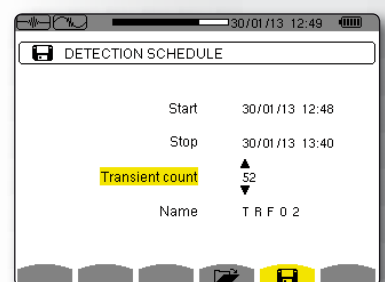 30/01/13 12:49
DETECTION SCHEDULE
Start 30/01/13 12:48
Stop 30/01/13 13:40
Transient count 52
Name TRF02